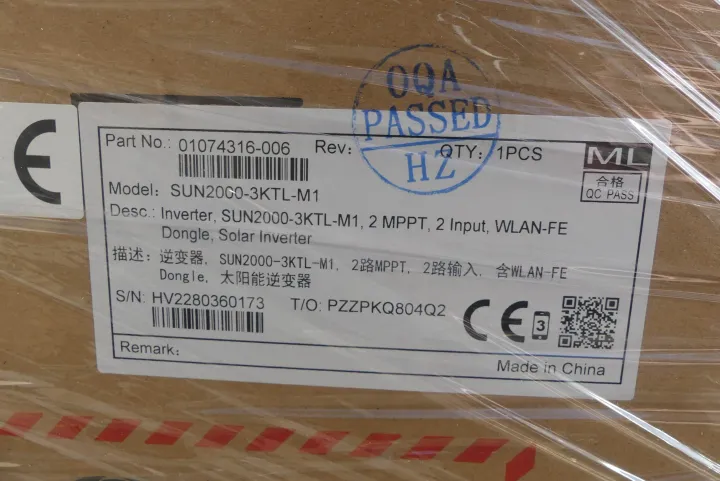 OQA
PASSED
HZ
CE
Part No.: 01074316-006 Rev: QTY: 1PCS
ML
合格
QC PASS
Model: SUN2000-3KTL-M1
Desc.: Inverter, SUN2000-3KTL-M1, 2 MPPT, 2 Input, WLAN-FE
Dongle, Solar Inverter
描述: 逆变器, SUN2000-3KTL-M1, 2路MPPT, 2路输入, 含WLAN-FE
Dongle, 太阳能逆变器
S/N: HV2280360173 T/O: PZZPKQ804Q2
CE
3
Remark:
Made in China